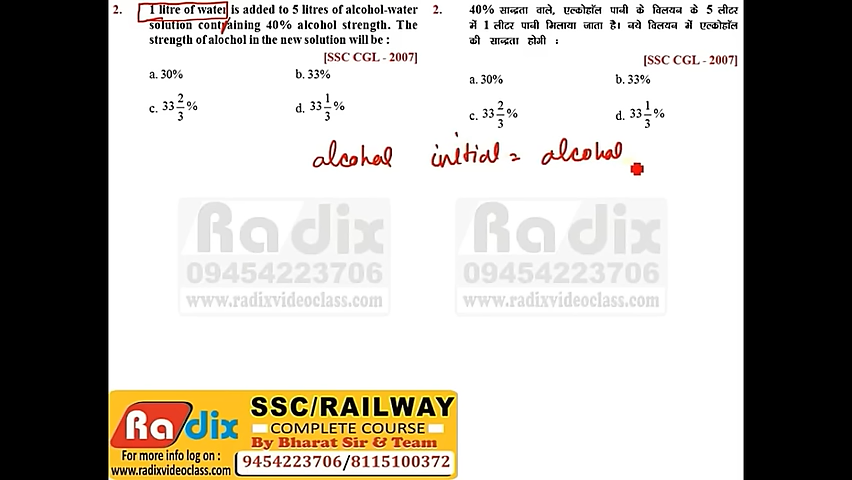 2. 1 litre of water is added to 5 litres of alcohol-water
solution containing 40% alcohol strength. The
strength of alochol in the new solution will be :
[SSC CGL - 2007]
a. 30% b. 33%
c. 33 2/3 % d. 33 1/3 %
2. 40% सान्द्रता वाले, एल्कोहॉल पानी के विलयन के 5 लीटर
में 1 लीटर पानी मिलाया जाता है। नये विलयन में एल्कोहॉल
की सान्द्रता होगी :
[SSC CGL - 2007]
a. 30% b. 33%
c. 33 2/3 % d. 33 1/3 %
alcohal initial = alcohal
Radix
09454223706
www.radixvideoclass.com
Radix
09454223706
www.radixvideoclass.com
Radix
For more info log on :
www.radixvideoclass.com
SSC/RAILWAY
COMPLETE COURSE
By Bharat Sir & Team
9454223706/8115100372